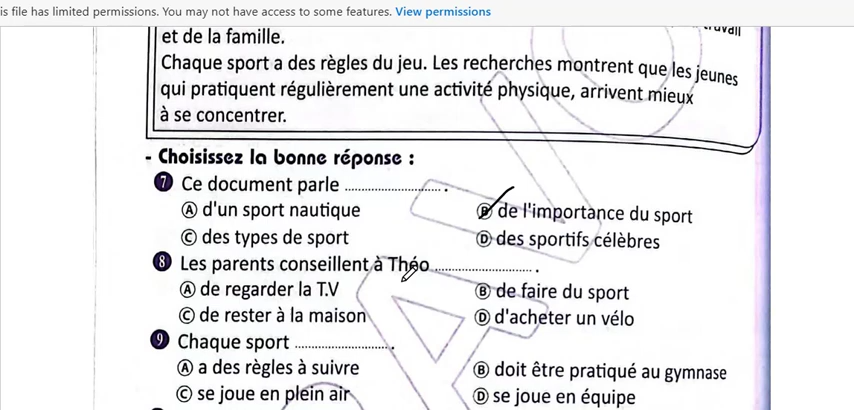 is file has limited permissions. You may not have access to some features. View permissions
et de la famille.
Chaque sport a des règles du jeu. Les recherches montrent que les jeunes
qui pratiquent régulièrement une activité physique, arrivent mieux
à se concentrer.
- Choisissez la bonne réponse :
7 Ce document parle ........................ .
A d'un sport nautique
B de l'importance du sport
C des types de sport
D des sportifs célèbres
8 Les parents conseillent à Théo ........................ .
A de regarder la T.V
B de faire du sport
C de rester à la maison
D d'acheter un vélo
9 Chaque sport ........................ .
A a des règles à suivre
B doit être pratiqué au gymnase
C se joue en plein air
D se joue en équipe